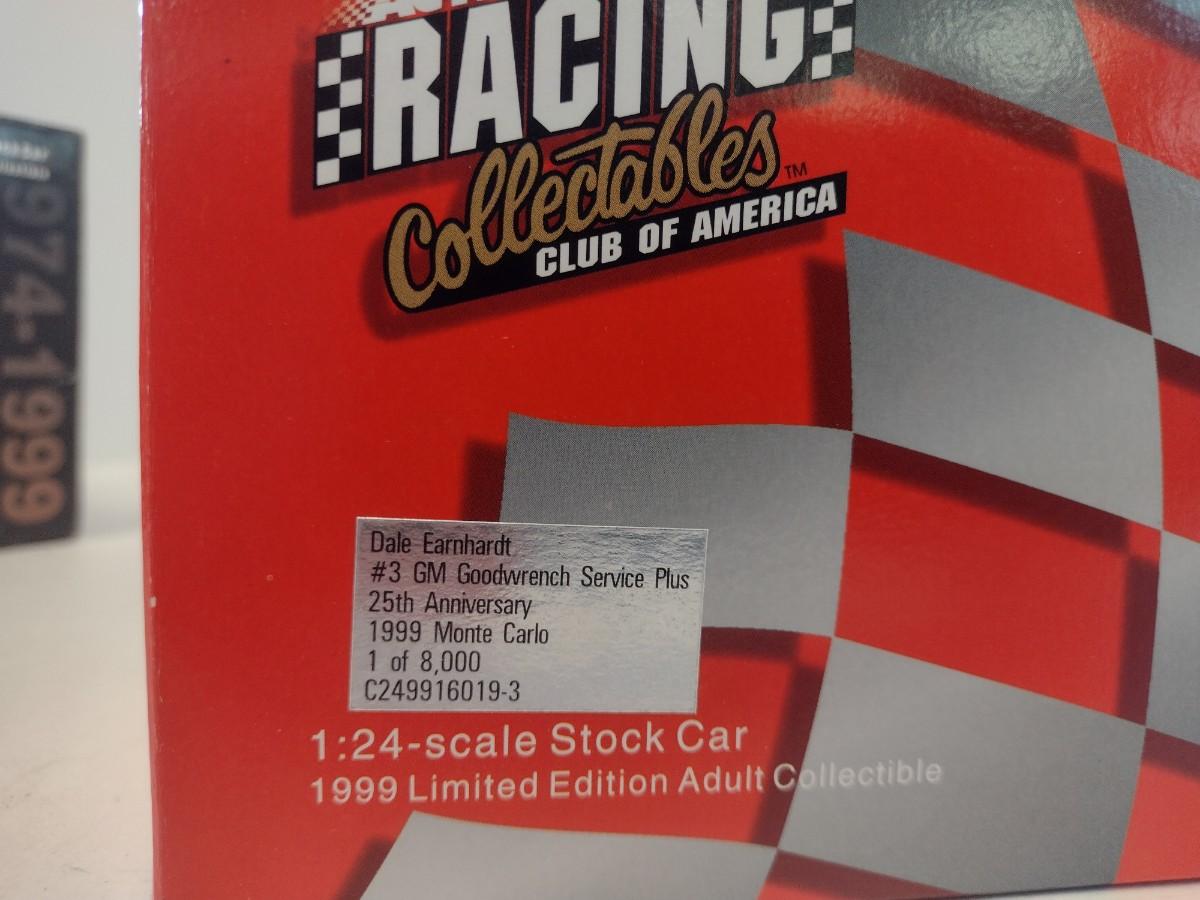 RACING
Collectables
TM
CLUB OF AMERICA
974-1999
Dale Earnhardt
#3 GM Goodwrench Service Plus
25th Anniversary
1999 Monte Carlo
1 of 8,000
C249916019-3
1:24-scale Stock Car
1999 Limited Edition Adult Collectible